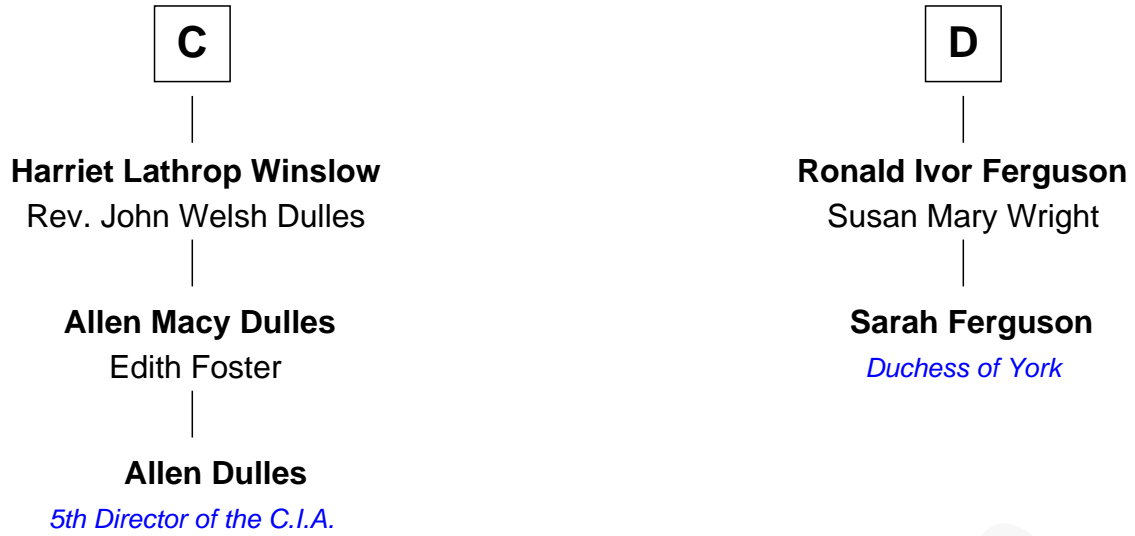 C
Harriet Lathrop Winslow
Rev. John Welsh Dulles
Allen Macy Dulles
Edith Foster
Allen Dulles
5th Director of the C.I.A.
D
Ronald Ivor Ferguson
Susan Mary Wright
Sarah Ferguson
Duchess of York